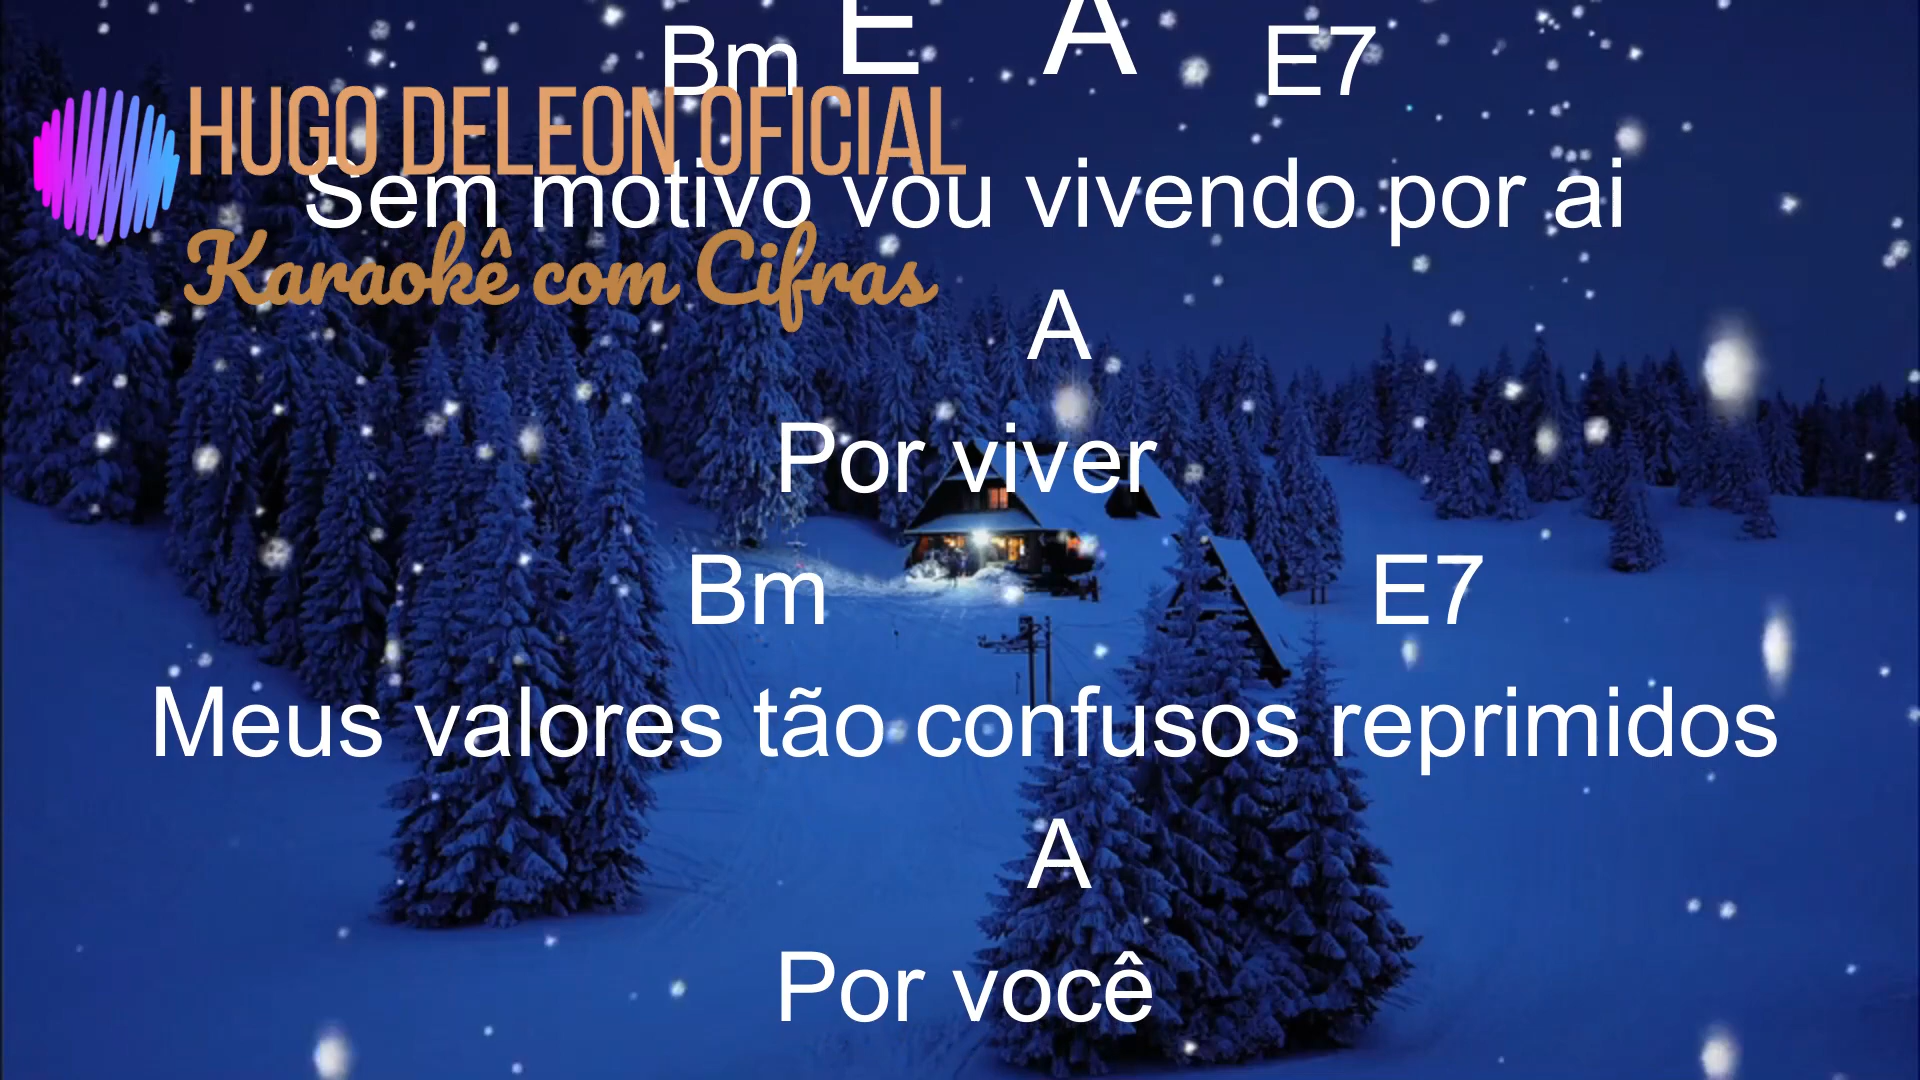 E A
Bm E7
HUGO DELEON OFICIAL
Sem motivo vou vivendo por ai
Karaokê com Cifras
A
Por viver
Bm E7
Meus valores tão confusos reprimidos
A
Por você